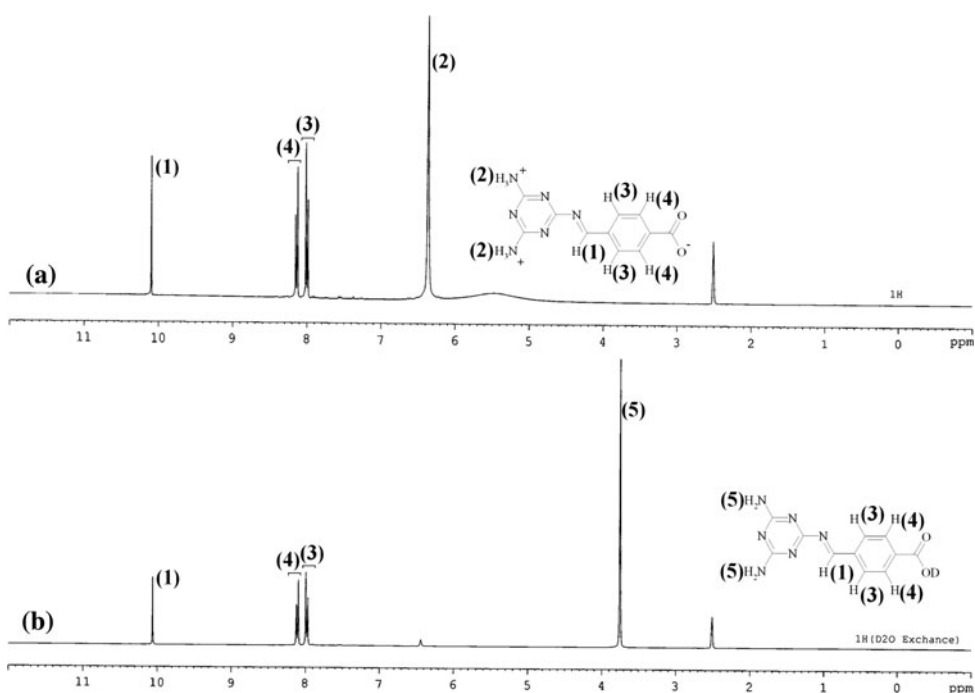 (2)
(3)
(4)
(1)
(2) H₃N⁺
N
N
N
N
(3) H
H (4)
O
O⁻
(2) H₃N⁺
H (1)
H (3)
H (4)
(a)
1H
11 10 9 8 7 6 5 4 3 2 1 0 ppm
(5)
(5) H₂N
N
N
N
N
(3) H
H (4)
O
OD
(5) H₂N
H (1)
H (3)
H (4)
(3)
(4)
(1)
(b)
1H(D2O Exchance)
11 10 9 8 7 6 5 4 3 2 1 0 ppm